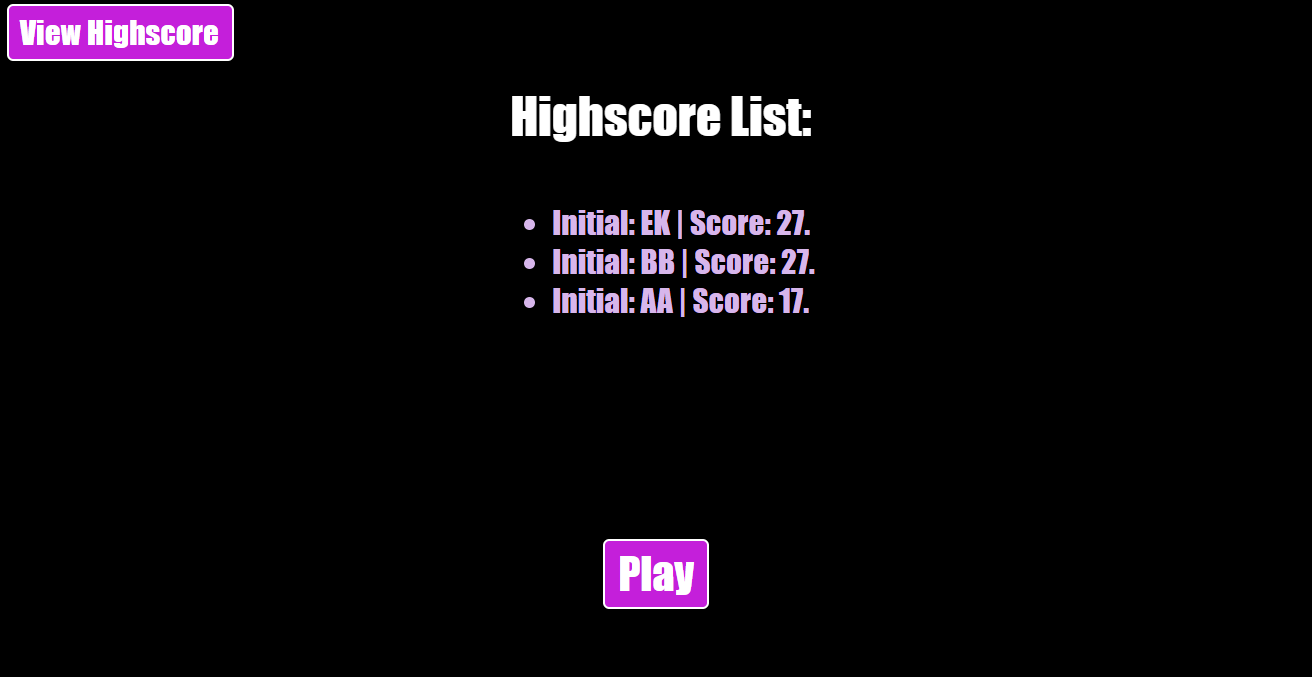 View Highscore
Highscore List:
Initial: EK | Score: 27.
Initial: BB | Score: 27.
Initial: AA | Score: 17.
Play